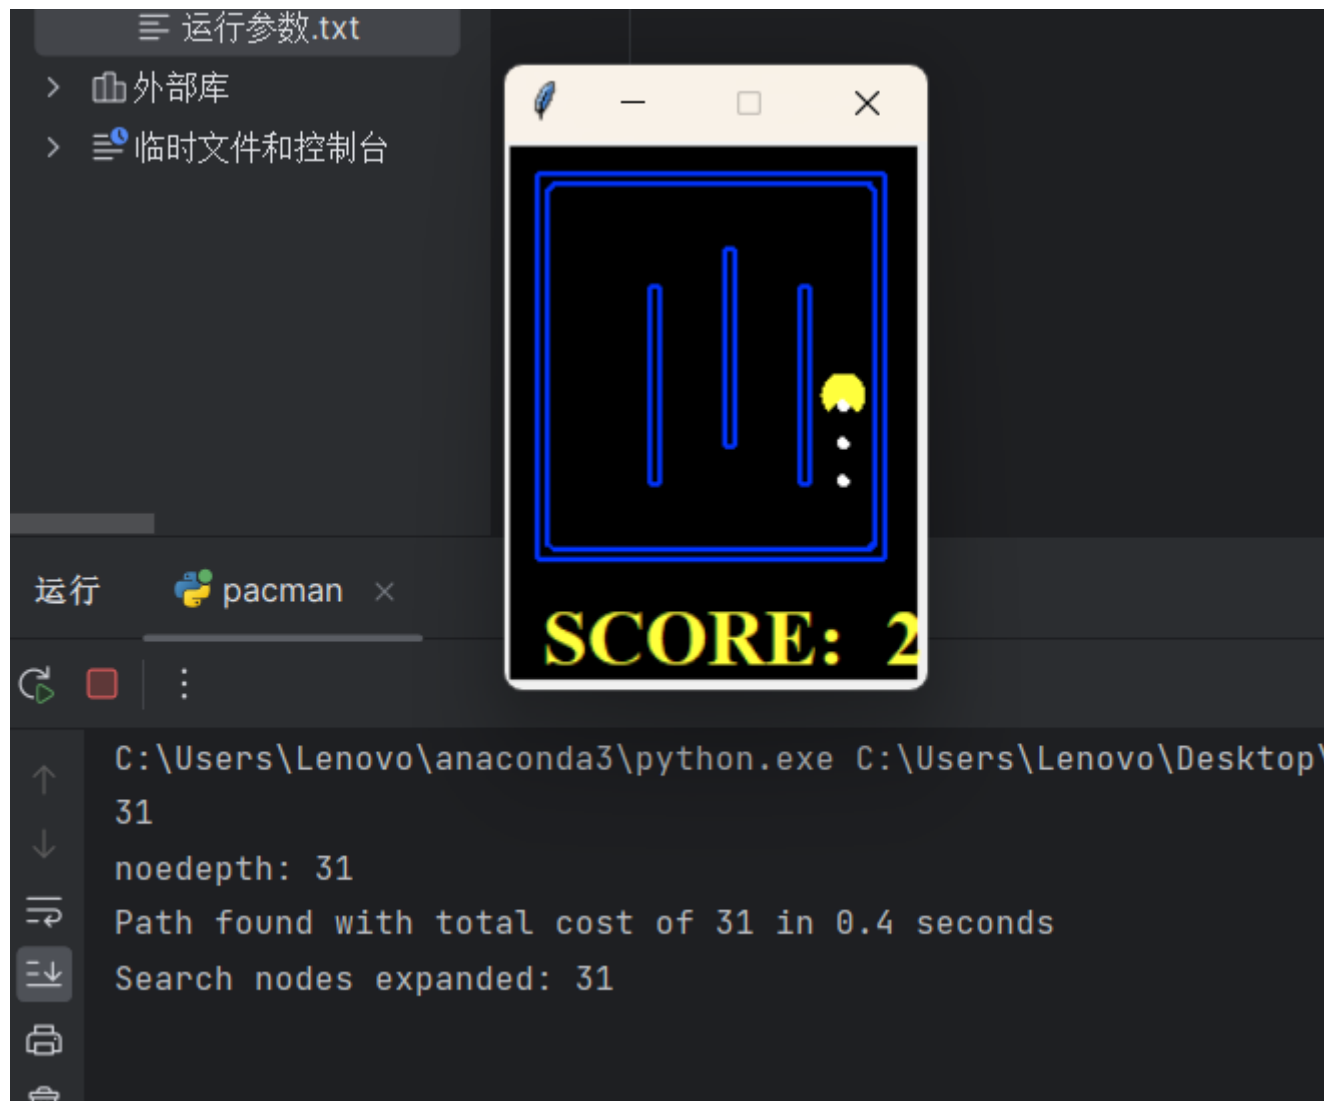 运行参数.txt
外部库
临时文件和控制台
SCORE: 2
运行
pacman
C:\Users\Lenovo\anaconda3\python.exe C:\Users\Lenovo\Desktop\
31
noedepth: 31
Path found with total cost of 31 in 0.4 seconds
Search nodes expanded: 31